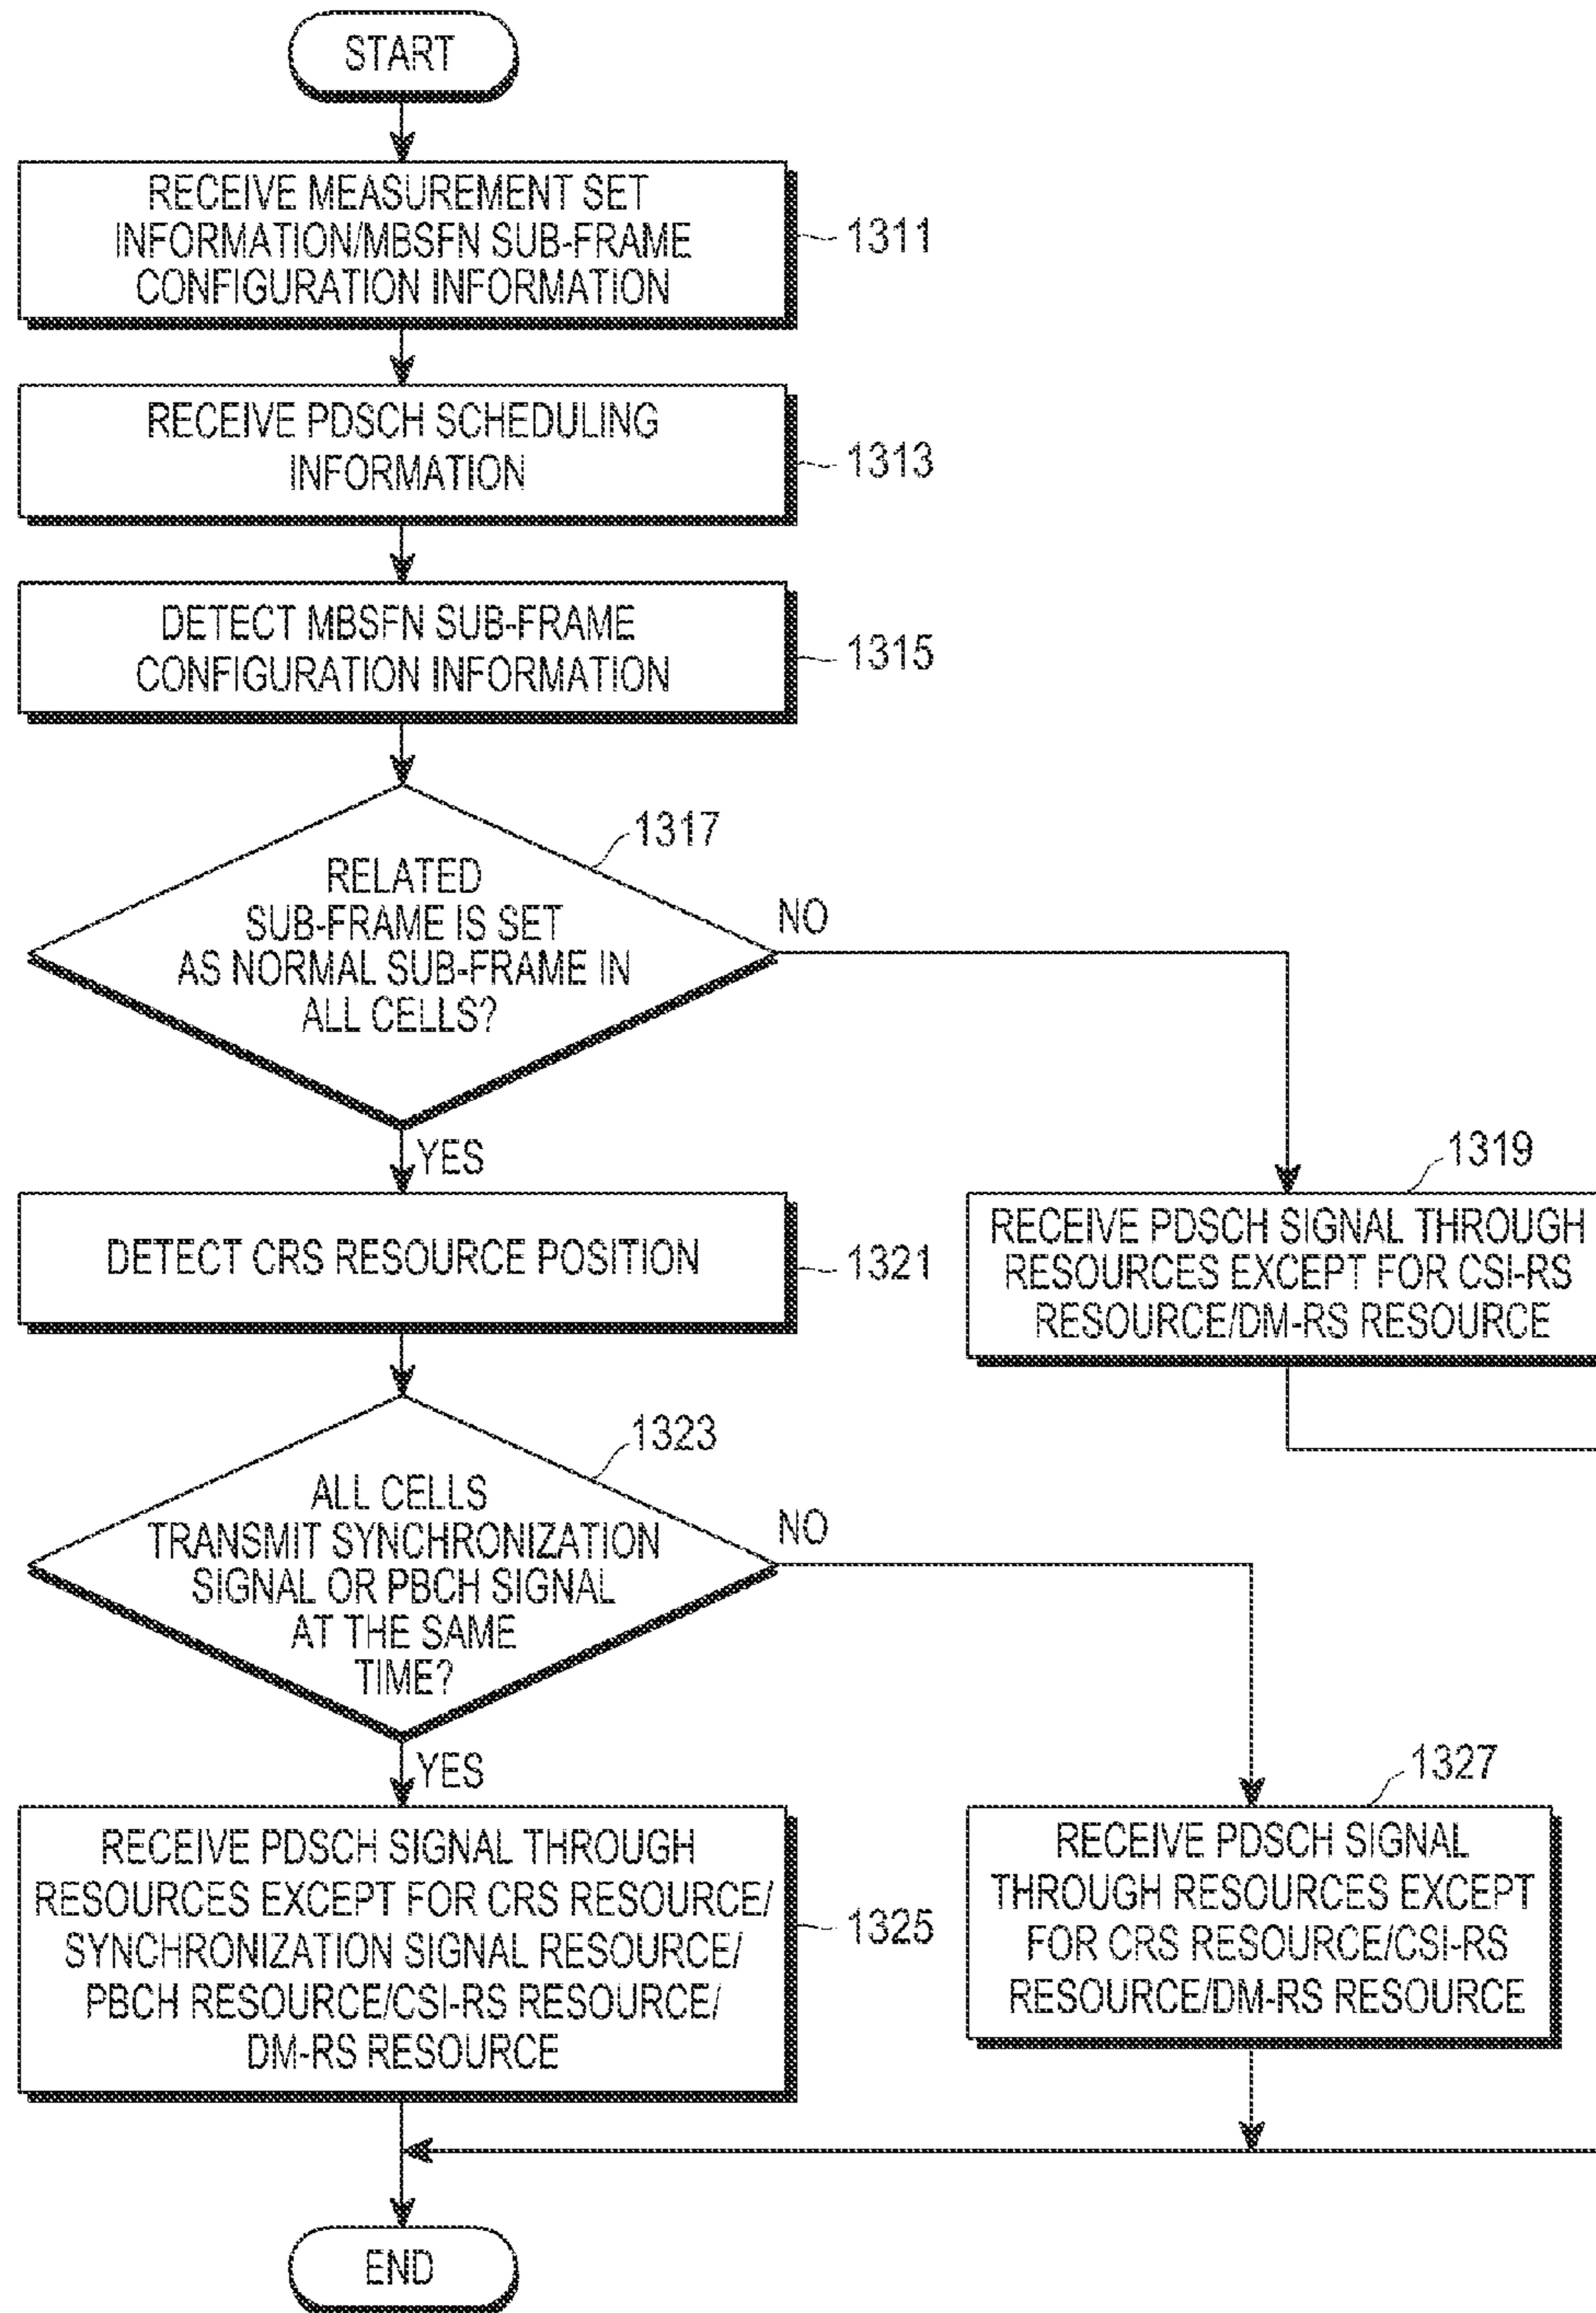 START
RECEIVE MEASUREMENT SET
INFORMATION/MBSFN SUB-FRAME
CONFIGURATION INFORMATION
1311
RECEIVE PDSCH SCHEDULING
INFORMATION
1313
DETECT MBSFN SUB-FRAME
CONFIGURATION INFORMATION
1315
1317
RELATED
SUB-FRAME IS SET
AS NORMAL SUB-FRAME IN
ALL CELLS?
NO
YES
1319
RECEIVE PDSCH SIGNAL THROUGH
RESOURCES EXCEPT FOR CSI-RS
RESOURCE/DM-RS RESOURCE
DETECT CRS RESOURCE POSITION
1321
1323
ALL CELLS
TRANSMIT SYNCHRONIZATION
SIGNAL OR PBCH SIGNAL
AT THE SAME
TIME?
NO
YES
RECEIVE PDSCH SIGNAL THROUGH
RESOURCES EXCEPT FOR CRS RESOURCE/
SYNCHRONIZATION SIGNAL RESOURCE/
PBCH RESOURCE/CSI-RS RESOURCE/
DM-RS RESOURCE
1325
1327
RECEIVE PDSCH SIGNAL
THROUGH RESOURCES EXCEPT
FOR CRS RESOURCE/CSI-RS
RESOURCE/DM-RS RESOURCE
END